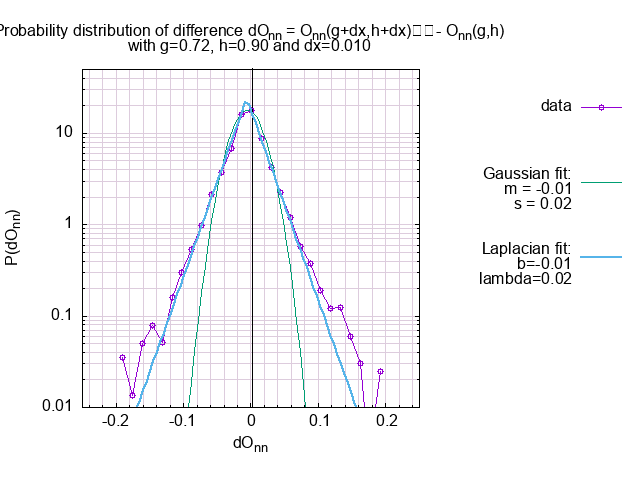 Probability distribution of difference dOnn = Onn(g+dx,h+dx)- Onn(g,h)
with g=0.72, h=0.90 and dx=0.010
data
Gaussian fit:
m = -0.01
s = 0.02
Laplacian fit:
b=-0.01
lambda=0.02
P(dOnn)
10
1
0.1
0.01
-0.2
-0.1
0
0.1
0.2
dOnn